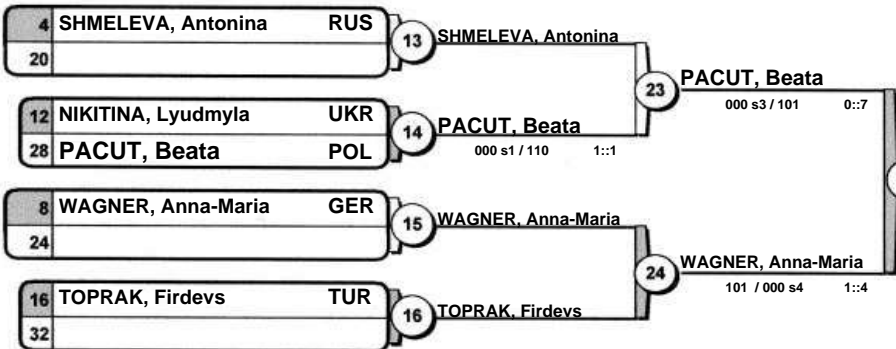 4 SHMELEVA, Antonina RUS
20
13
SHMELEVA, Antonina
12 NIKITINA, Lyudmyla UKR
28 PACUT, Beata POL
14
PACUT, Beata
000 s1 / 110 1::1
23
PACUT, Beata
000 s3 / 101 0::7
8 WAGNER, Anna-Maria GER
24
15
WAGNER, Anna-Maria
16 TOPRAK, Firdevs TUR
32
16
TOPRAK, Firdevs
24
WAGNER, Anna-Maria
101 / 000 s4 1::4